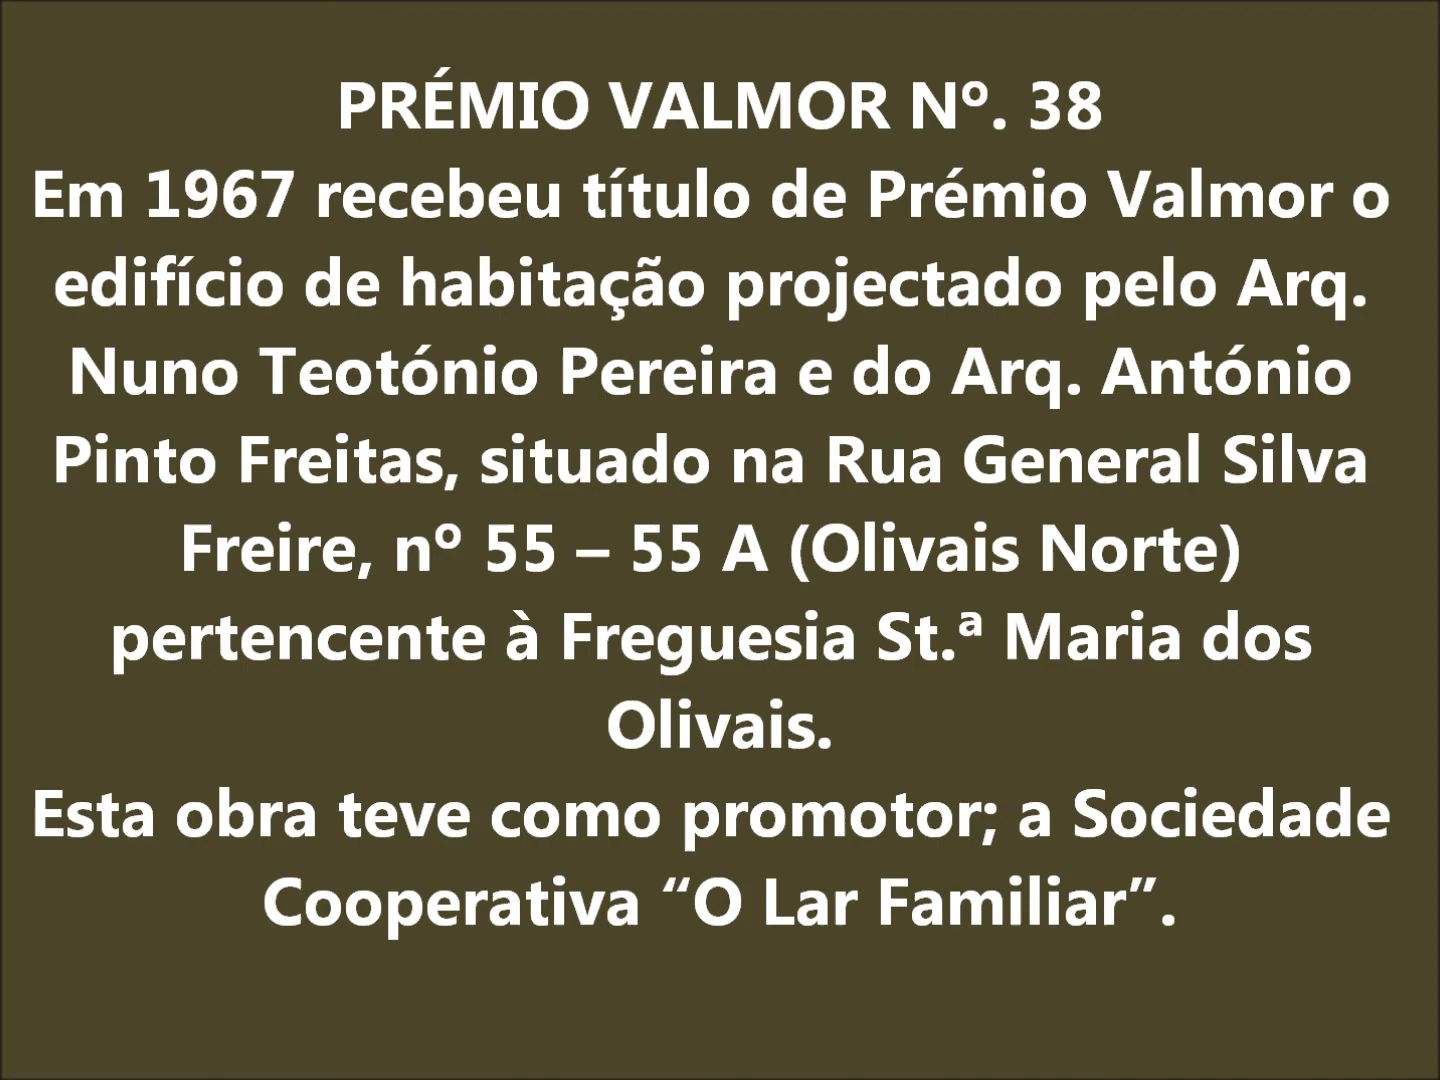 PRÉMIO VALMOR Nº. 38
Em 1967 recebeu título de Prémio Valmor o
edifício de habitação projectado pelo Arq.
Nuno Teotónio Pereira e do Arq. António
Pinto Freitas, situado na Rua General Silva
Freire, nº 55 – 55 A (Olivais Norte)
pertencente à Freguesia St.ª Maria dos
Olivais.
Esta obra teve como promotor; a Sociedade
Cooperativa “O Lar Familiar”.